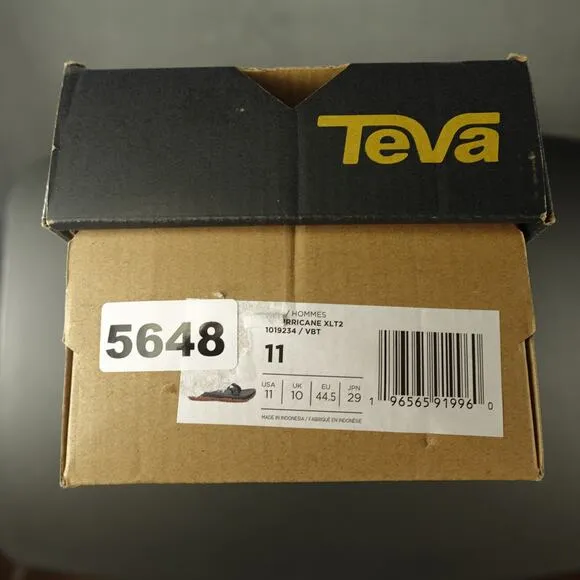 Teva
5648
/ HOMMES
RRICANE XLT2
1019234 / VBT
11
USA UK EU JPN
11 10 44.5 29
MADE IN INDONESIA / FABRIQUÉ EN INDONÉSIE
1 96565 91996 0